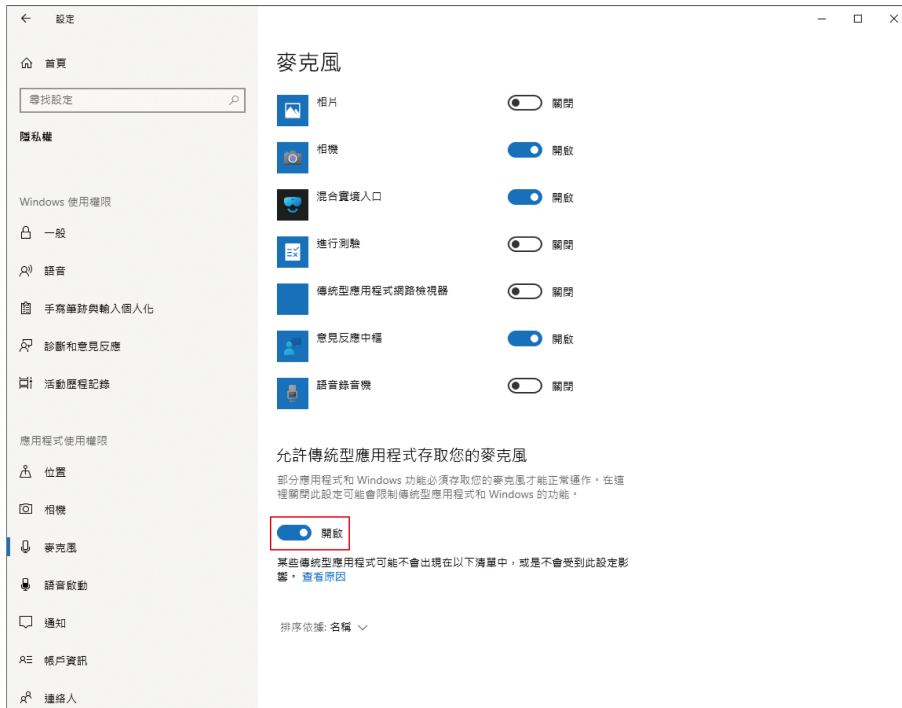 設定
首頁
尋找設定
隱私權
Windows 使用權限
一般
語音
手寫筆跡與輸入個人化
診斷和意見反應
活動歷程記錄
應用程式使用權限
位置
相機
麥克風
語音啟動
通知
帳戶資訊
連絡人
麥克風
相片
關閉
相機
開啟
混合實境入口
開啟
進行測驗
關閉
傳統型應用程式網路檢視器
關閉
意見反應中樞
開啟
語音錄音機
關閉
允許傳統型應用程式存取您的麥克風
部分應用程式和 Windows 功能必須存取您的麥克風才能正常運作。在這
裡關閉此設定可能會限制傳統型應用程式和 Windows 的功能。
開啟
某些傳統型應用程式可能不會出現在以下清單中，或是不會受到此設定影
響。 查看原因
排序依據: 名稱